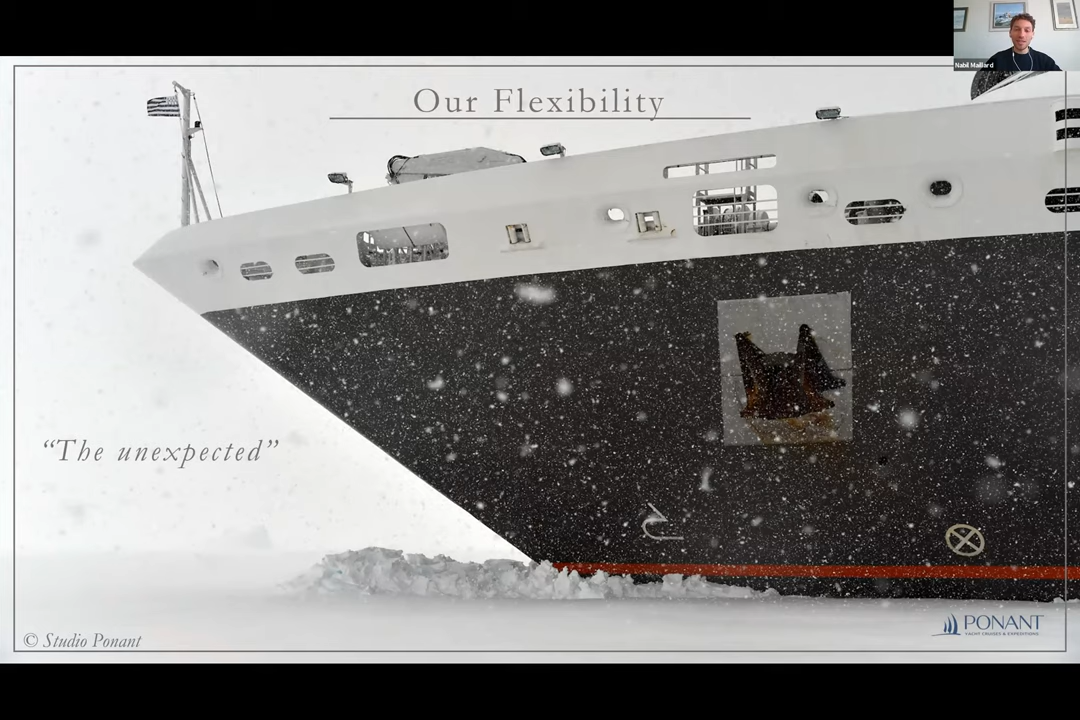 Nabil Maillard
Our Flexibility
“The unexpected”
© Studio Ponant
PONANT
YACHT CRUISES & EXPEDITIONS